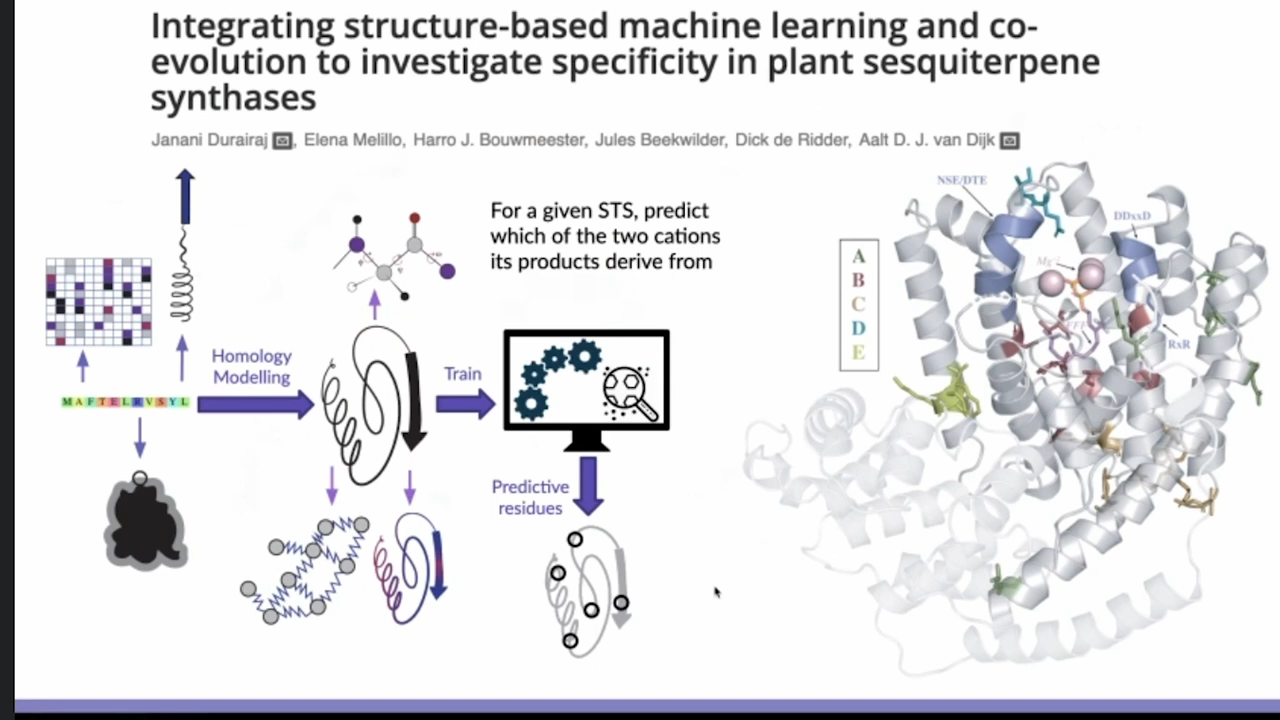 Integrating structure-based machine learning and co-
evolution to investigate specificity in plant sesquiterpene
synthases
Janani Durairaj, Elena Melillo, Harro J. Bouwmeester, Jules Beekwilder, Dick de Ridder, Aalt D. J. van Dijk
For a given STS, predict
which of the two cations
its products derive from
Homology
Modelling
Train
MAFTELRVSYL
Predictive
residues
NSE/DTE
DDxxD
Mg
RxR
A
B
C
D
E